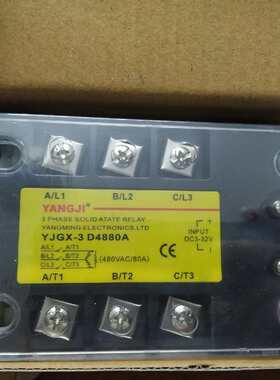 A/L1 B/L2 C/L3
YANGJI
3 PHASE SOLID ATATE RELAY
YANGMING ELECTRONICS.LTD
YJGX-3 D4880A
A/L1 A/T1
B/L2 B/T2 (480VAC/80A)
C/L3 C/T3
+
INPUT
DC3-32V
-
CE
A/T1 B/T2 C/T3